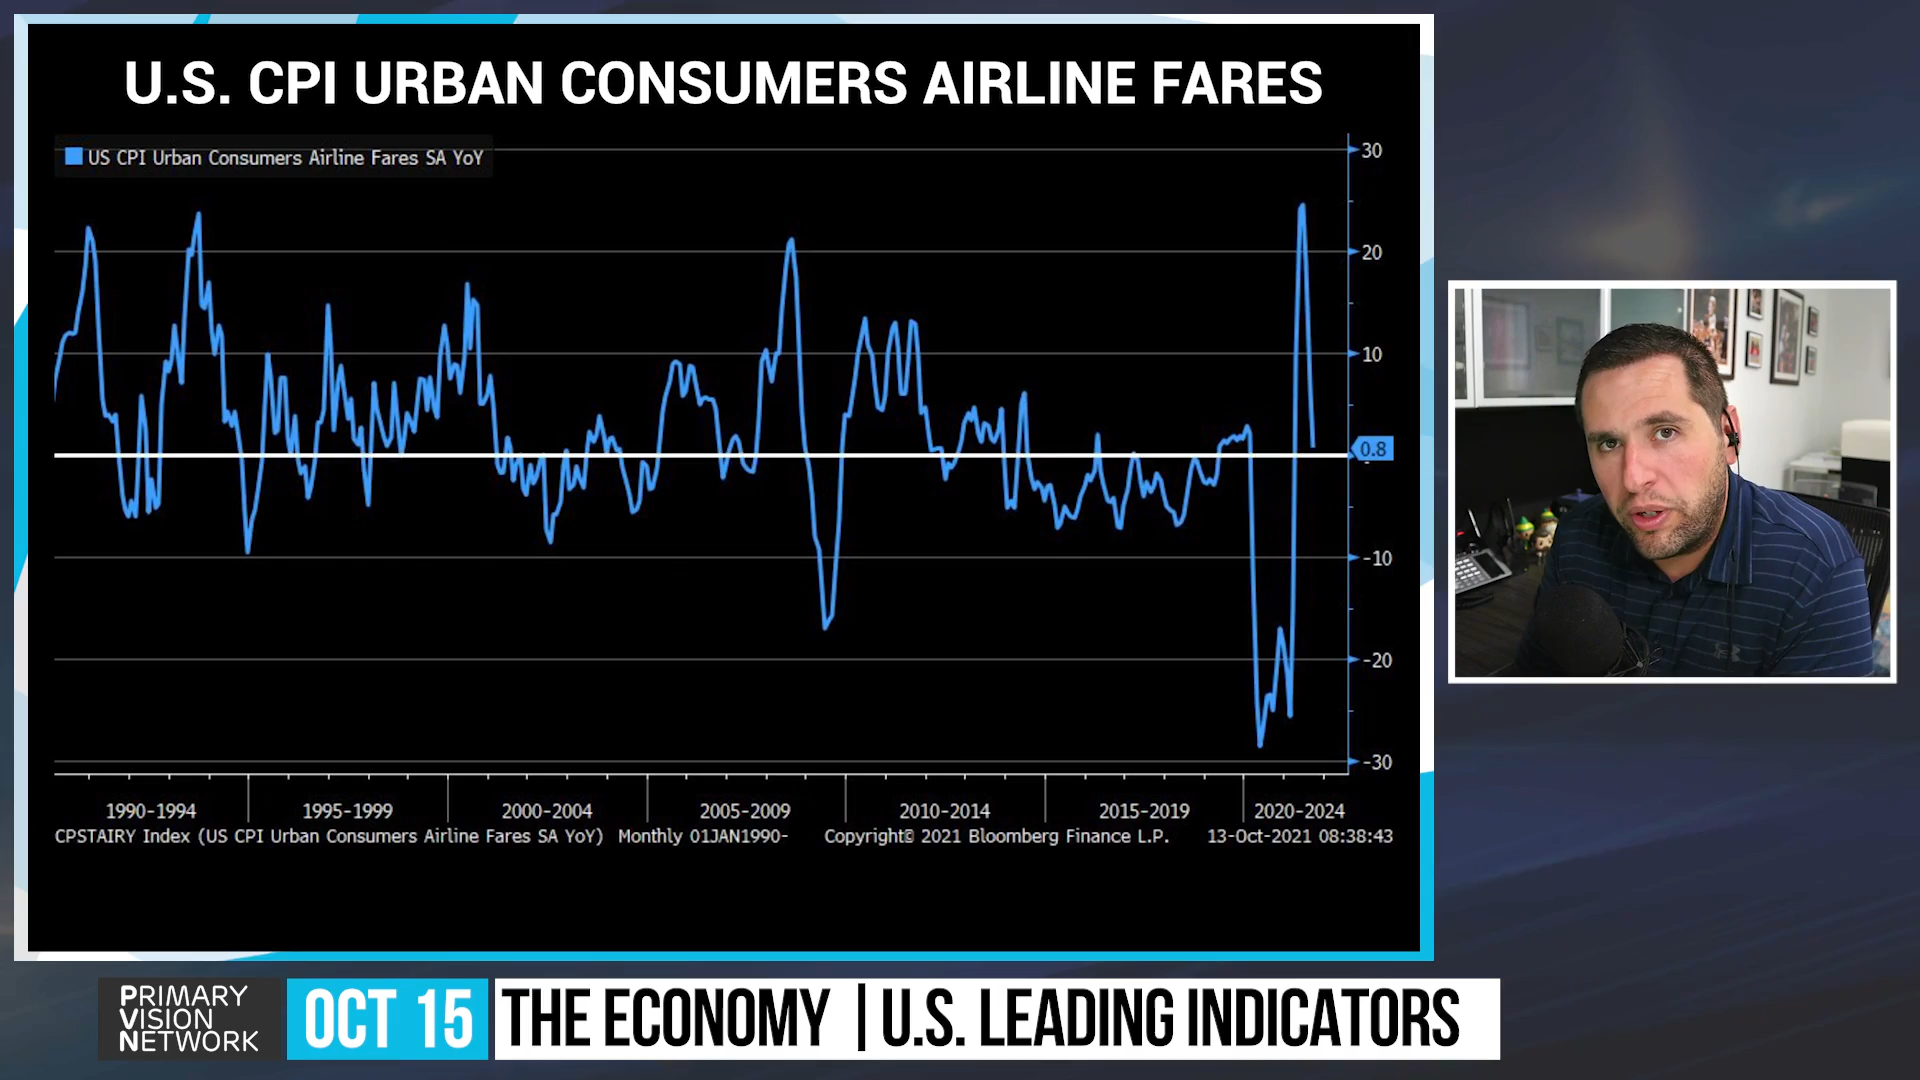 U.S. CPI URBAN CONSUMERS AIRLINE FARES
US CPI Urban Consumers Airline Fares SA YoY
30
20
10
0.8
-10
-20
-30
1990-1994 1995-1999 2000-2004 2005-2009 2010-2014 2015-2019 2020-2024
CPSTAIRY Index (US CPI Urban Consumers Airline Fares SA YoY) Monthly 01JAN1990- Copyright© 2021 Bloomberg Finance L.P. 13-Oct-2021 08:38:43
PRIMARY
VISION
NETWORK
OCT 15
THE ECONOMY | U.S. LEADING INDICATORS